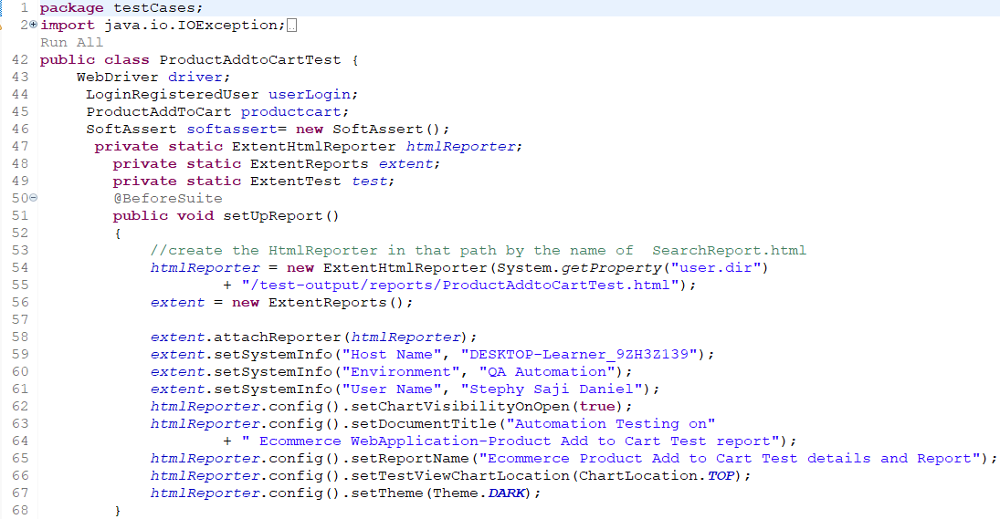 1 package testCases;
2 import java.io.IOException;
Run All
42 public class ProductAddtoCartTest {
43     WebDriver driver;
44      LoginRegisteredUser userLogin;
45      ProductAddToCart productcart;
46      SoftAssert softassert= new SoftAssert();
47       private static ExtentHtmlReporter htmlReporter;
48         private static ExtentReports extent;
49         private static ExtentTest test;
50         @BeforeSuite
51         public void setUpReport()
52         {
53             //create the HtmlReporter in that path by the name of  SearchReport.html
54             htmlReporter = new ExtentHtmlReporter(System.getProperty("user.dir")
55                     + "/test-output/reports/ProductAddtoCartTest.html");
56             extent = new ExtentReports();
57
58             extent.attachReporter(htmlReporter);
59             extent.setSystemInfo("Host Name", "DESKTOP-Learner_9ZH3Z139");
60             extent.setSystemInfo("Environment", "QA Automation");
61             extent.setSystemInfo("User Name", "Stephy Saji Daniel");
62             htmlReporter.config().setChartVisibilityOnOpen(true);
63             htmlReporter.config().setDocumentTitle("Automation Testing on"
64                     + " Ecommerce WebApplication-Product Add to Cart Test report");
65             htmlReporter.config().setReportName("Ecommerce Product Add to Cart Test details and Report");
66             htmlReporter.config().setTestViewChartLocation(ChartLocation.TOP);
67             htmlReporter.config().setTheme(Theme.DARK);
68         }